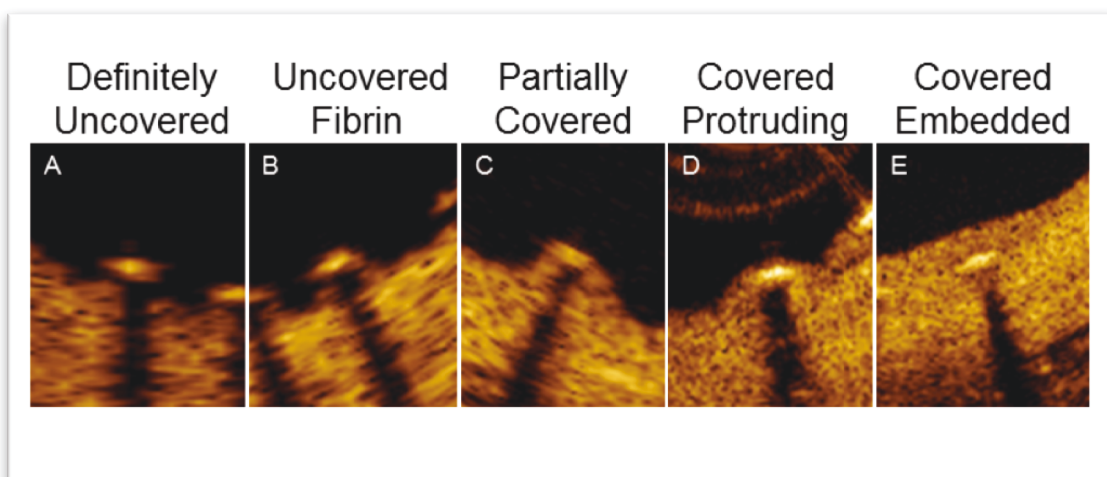 Definitely
Uncovered
Uncovered
Fibrin
Partially
Covered
Covered
Protruding
Covered
Embedded
A
B
C
D
E